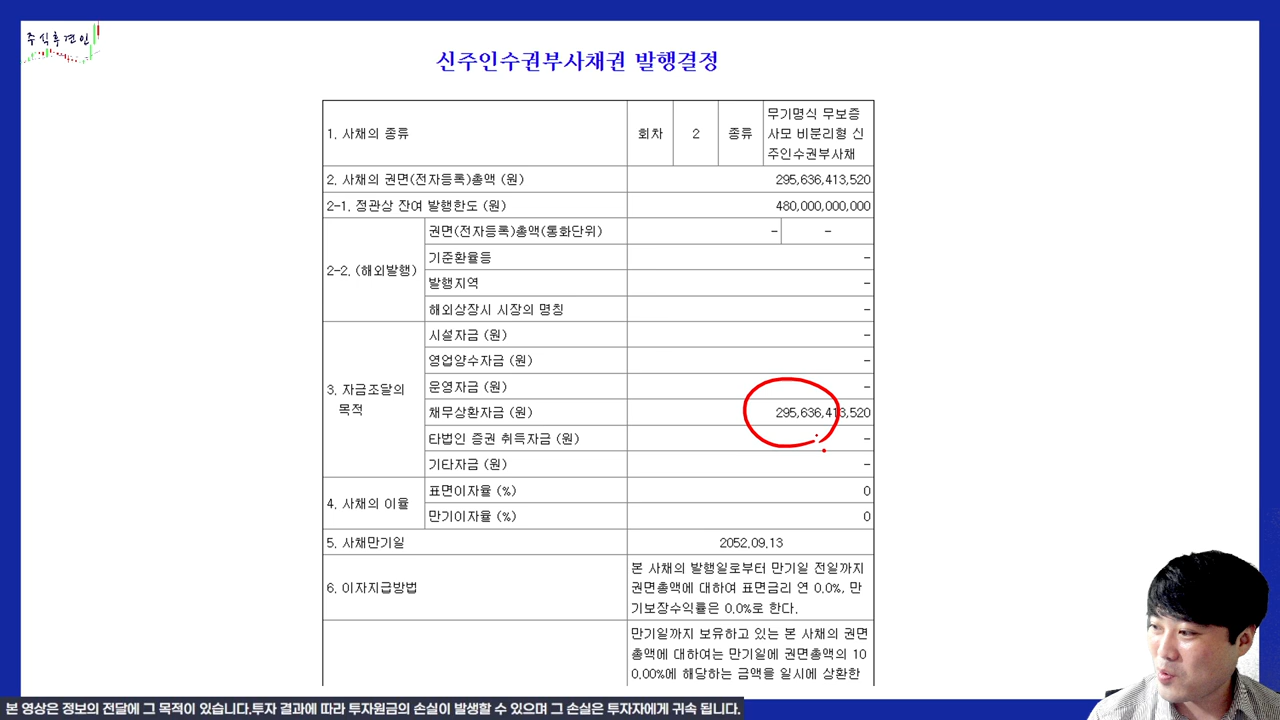 주식후견인
신주인수권부사채권 발행결정
1. 사채의 종류
회차
2
종류
무기명식 무보증
사모 비분리형 신
주인수권부사채
2. 사채의 권면(전자등록)총액 (원)
295,636,413,520
2-1. 정관상 잔여 발행한도 (원)
480,000,000,000
2-2. (해외발행)
권면(전자등록)총액(통화단위)
-
-
기준환율등
-
발행지역
-
해외상장시 시장의 명칭
-
3. 자금조달의
목적
시설자금 (원)
-
영업양수자금 (원)
-
운영자금 (원)
-
채무상환자금 (원)
295,636,413,520
타법인 증권 취득자금 (원)
-
기타자금 (원)
-
4. 사채의 이율
표면이자율 (%)
0
만기이자율 (%)
0
5. 사채만기일
2052.09.13
6. 이자지급방법
본 사채의 발행일로부터 만기일 전일까지
권면총액에 대하여 표면금리 연 0.0%, 만
기보장수익률은 0.0%로 한다.
만기일까지 보유하고 있는 본 사채의 권면
총액에 대하여는 만기일에 권면총액의 10
0.00%에 해당하는 금액을 일시에 상환한
본 영상은 정보의 전달에 그 목적이 있습니다.투자 결과에 따라 투자원금의 손실이 발생할 수 있으며 그 손실은 투자자에게 귀속 됩니다.